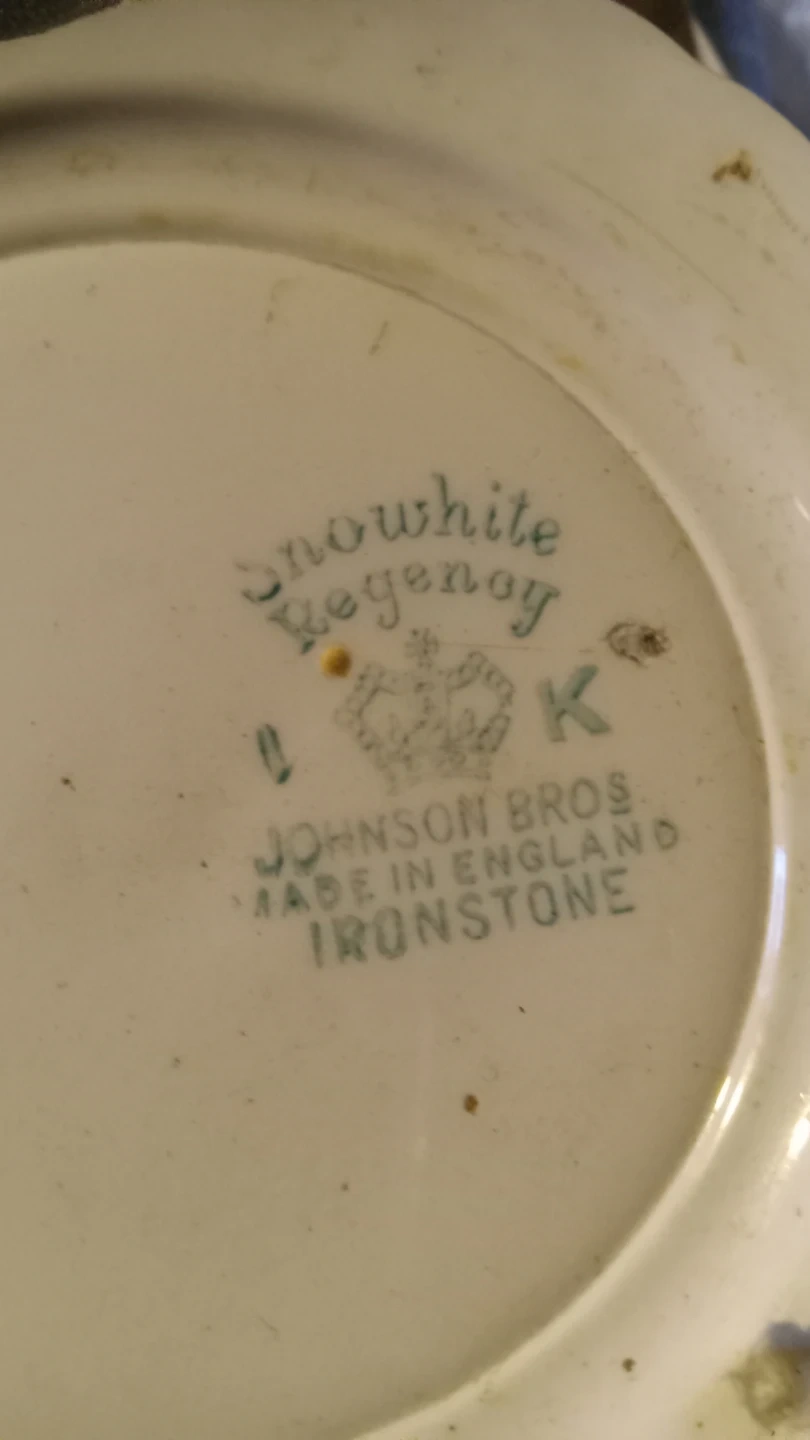 Snowhite
Regency
K
JOHNSON BROS
MADE IN ENGLAND
IRONSTONE